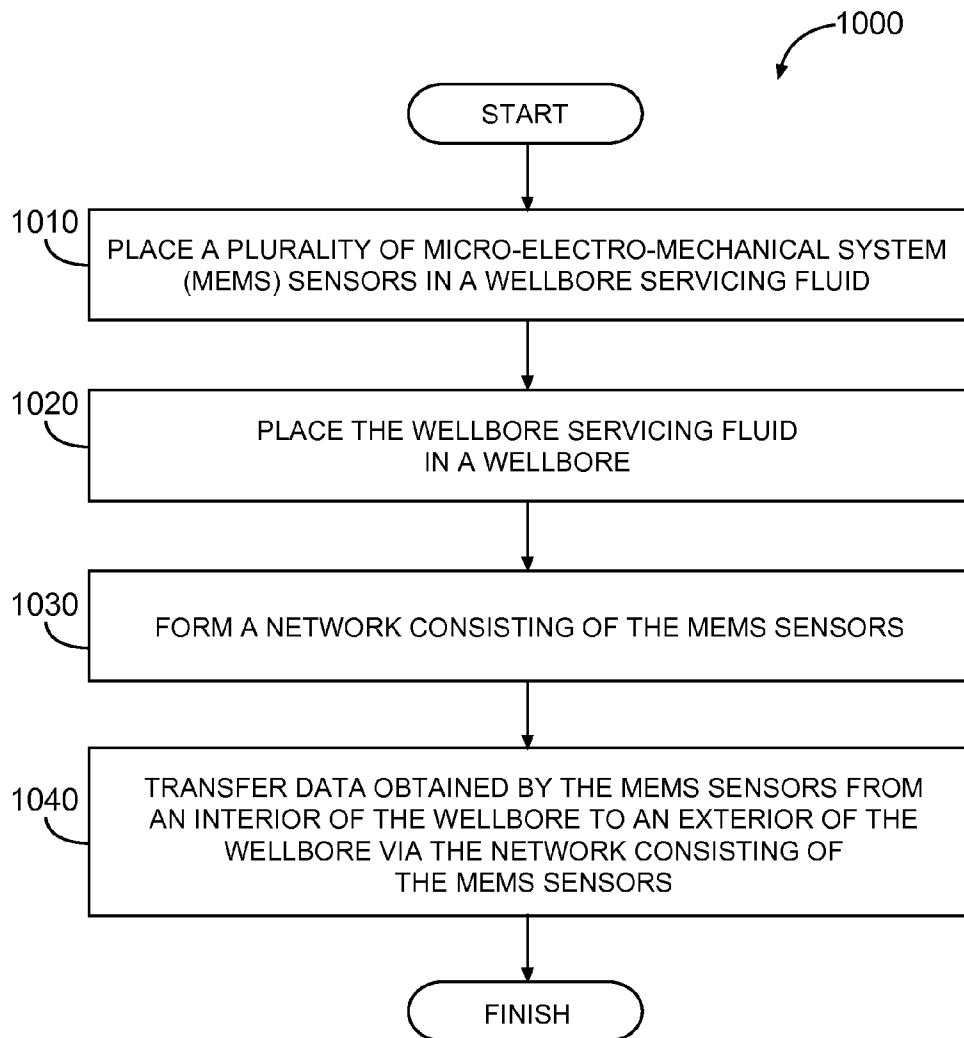 1000
START
1010
PLACE A PLURALITY OF MICRO-ELECTRO-MECHANICAL SYSTEM
(MEMS) SENSORS IN A WELLBORE SERVICING FLUID
1020
PLACE THE WELLBORE SERVICING FLUID
IN A WELLBORE
1030
FORM A NETWORK CONSISTING OF THE MEMS SENSORS
1040
TRANSFER DATA OBTAINED BY THE MEMS SENSORS FROM
AN INTERIOR OF THE WELLBORE TO AN EXTERIOR OF THE
WELLBORE VIA THE NETWORK CONSISTING OF
THE MEMS SENSORS
FINISH